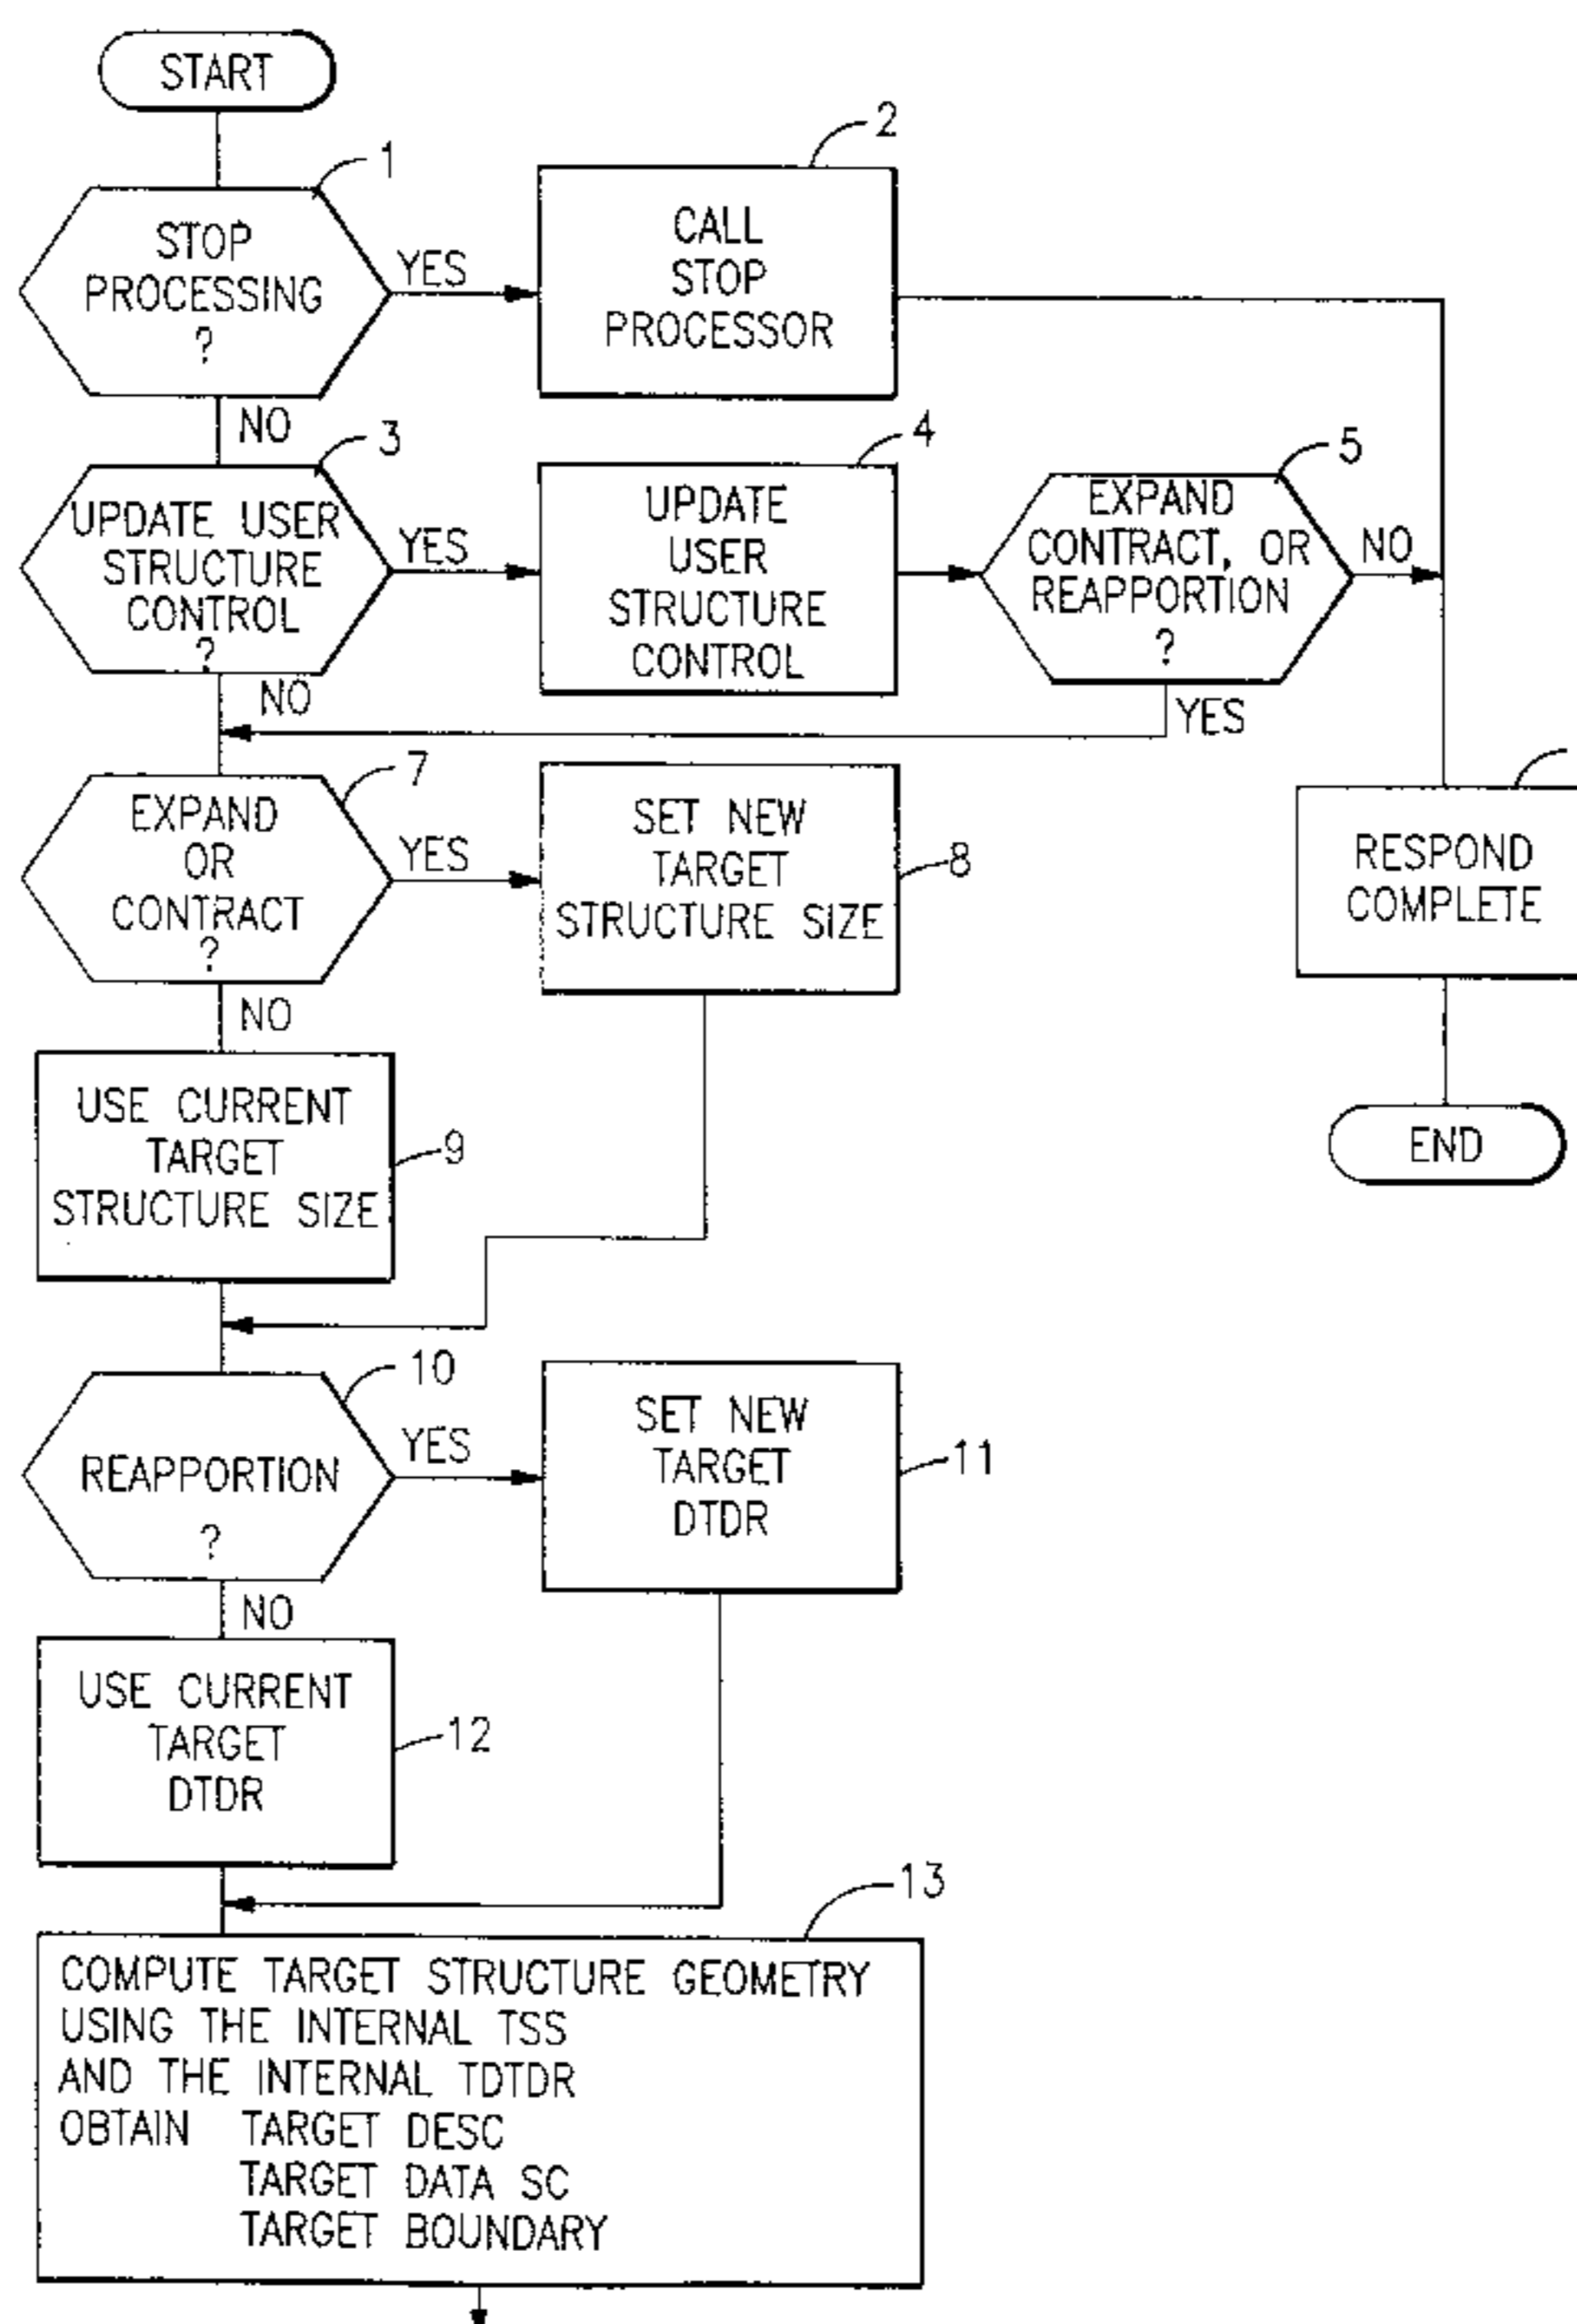 START
1
STOP
PROCESSING
?
YES
2
CALL
STOP
PROCESSOR
NO
3
UPDATE USER
STRUCTURE
CONTROL
?
YES
4
UPDATE
USER
STRUCTURE
CONTROL
5
EXPAND
CONTRACT, OR
REAPPORTION
?
NO
YES
NO
7
EXPAND
OR
CONTRACT
?
YES
SET NEW
TARGET
STRUCTURE SIZE
8
RESPOND
COMPLETE
END
NO
USE CURRENT
TARGET
STRUCTURE SIZE
9
10
REAPPORTION
?
YES
SET NEW
TARGET
DTDR
11
NO
USE CURRENT
TARGET
DTDR
12
13
COMPUTE TARGET STRUCTURE GEOMETRY
USING THE INTERNAL TSS
AND THE INTERNAL TDTDR
OBTAIN TARGET DESC
TARGET DATA SC
TARGET BOUNDARY